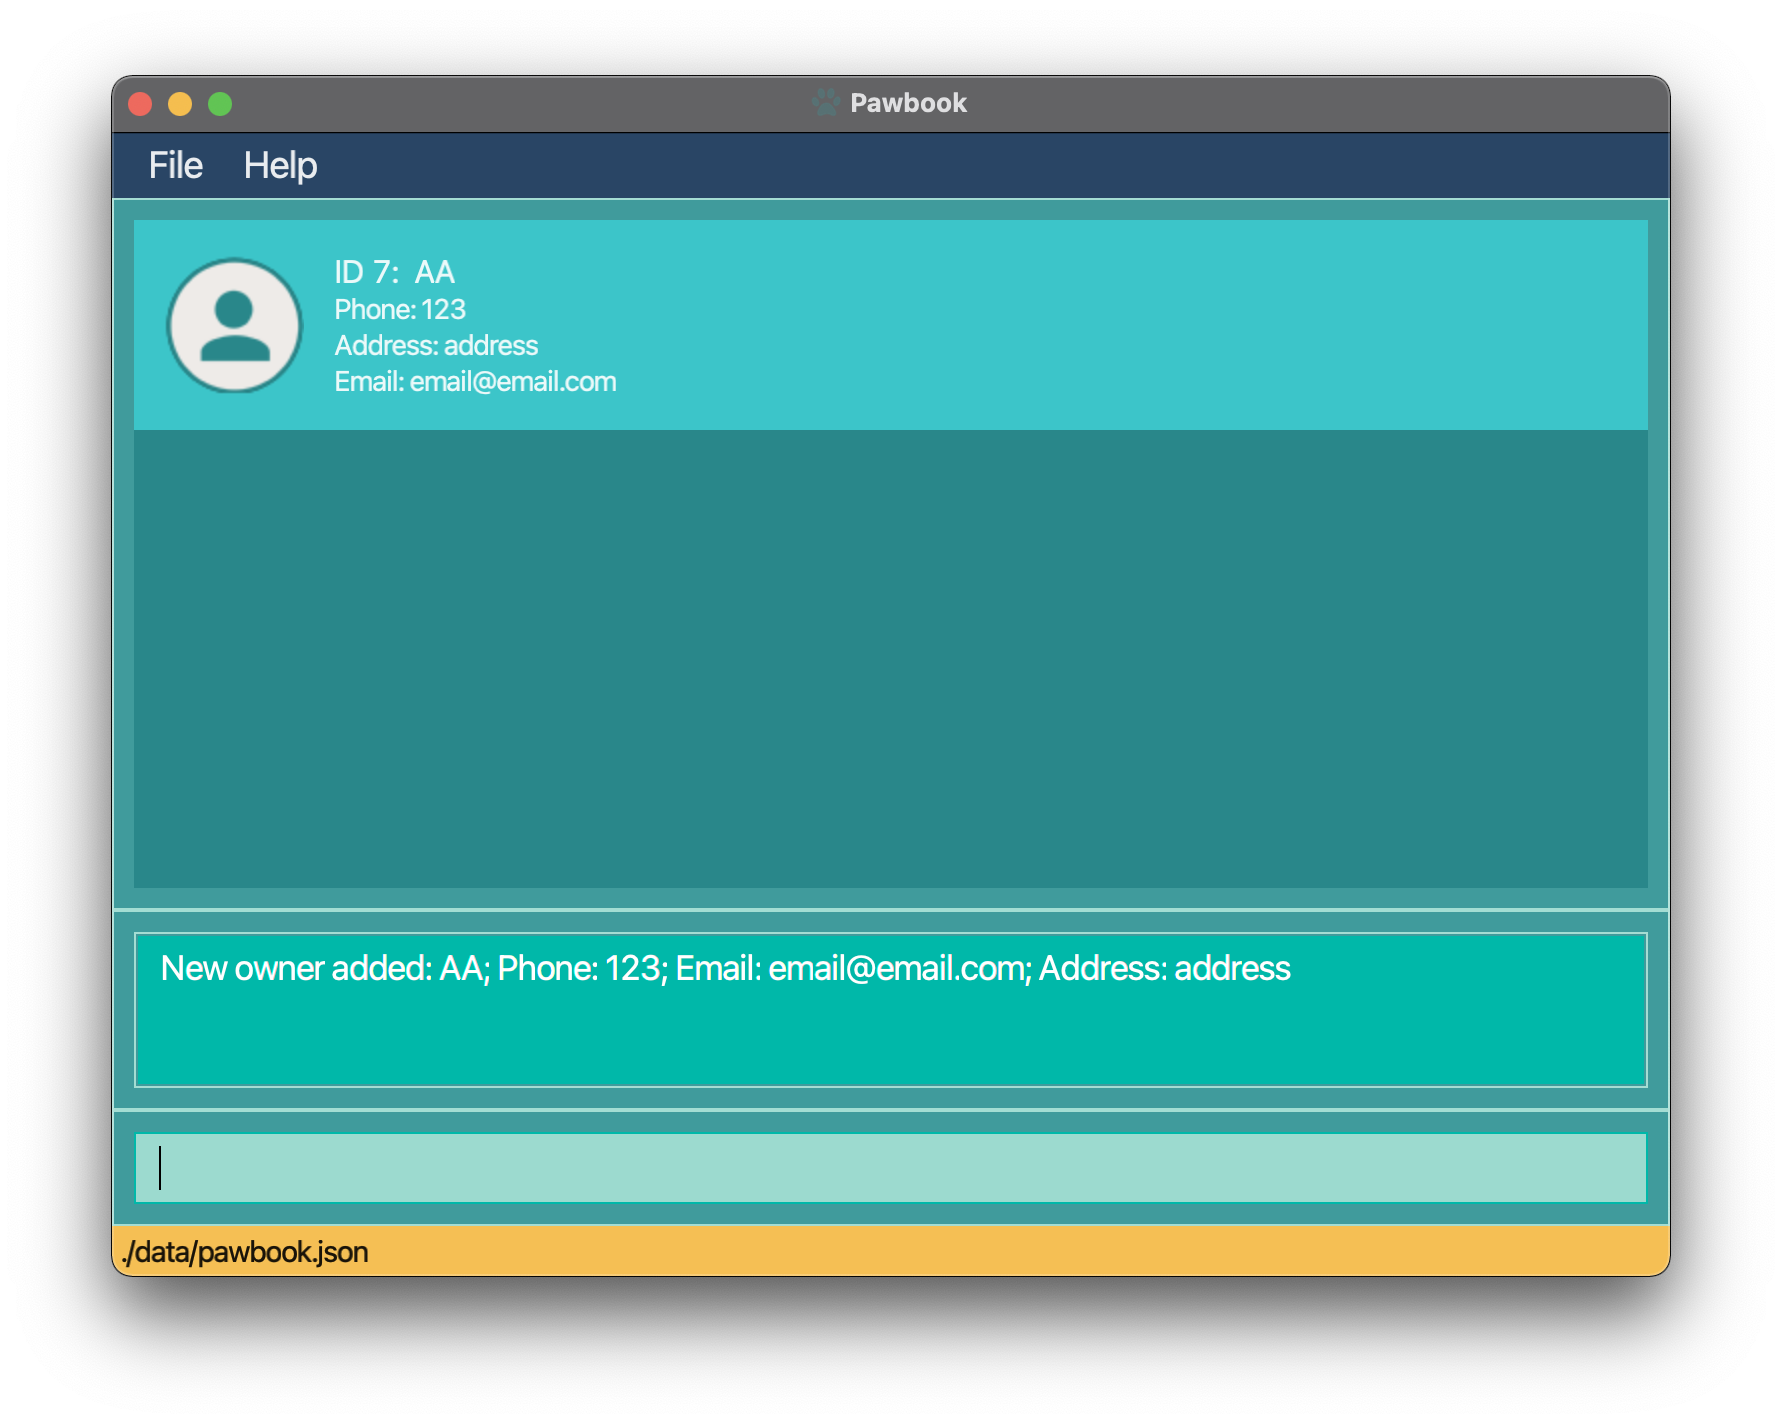 Pawbook
File Help
ID 7: AA
Phone: 123
Address: address
Email: email@email.com
New owner added: AA; Phone: 123; Email: email@email.com; Address: address
./data/pawbook.json